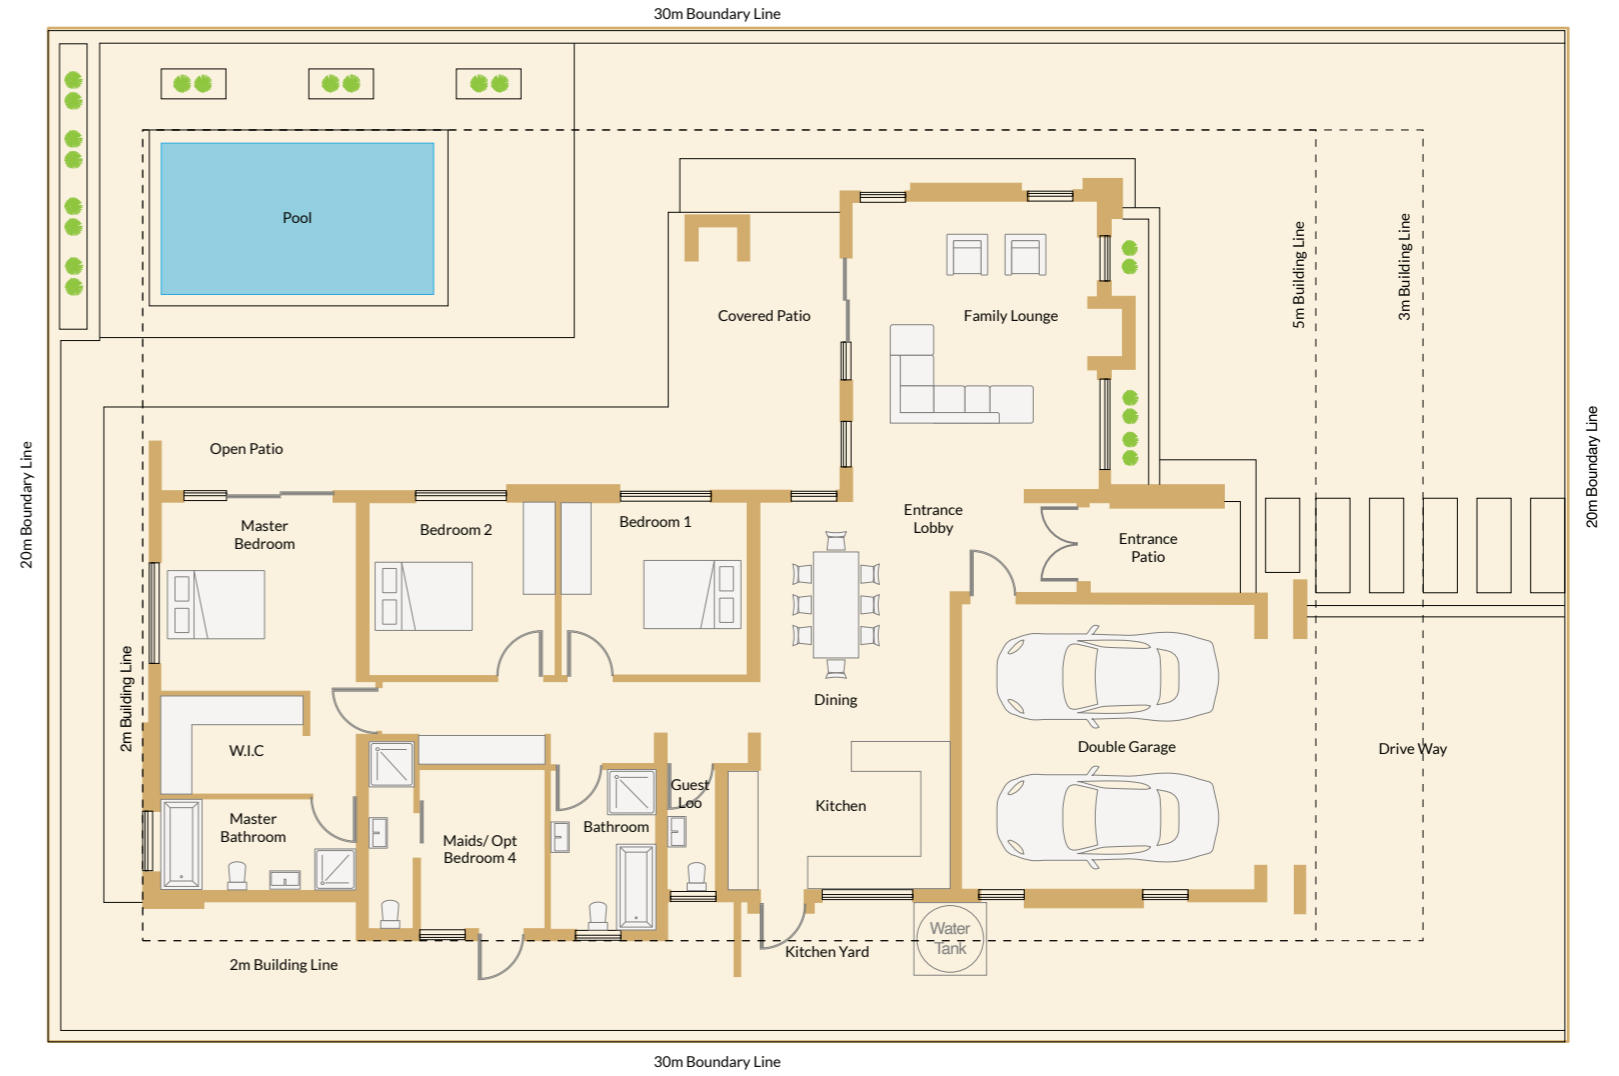 30m Boundary Line
Pool
5m Building Line
3m Building Line
Covered Patio
Family Lounge
20m Boundary Line
20m Boundary Line
Open Patio
Master
Bedroom
Bedroom 2
Bedroom 1
Entrance
Lobby
Entrance
Patio
2m Building Line
Dining
W.I.C
Double Garage
Drive Way
Guest
Loo
Kitchen
Master
Bathroom
Bathroom
Maids/ Opt
Bedroom 4
Water
Tank
Kitchen Yard
2m Building Line
30m Boundary Line